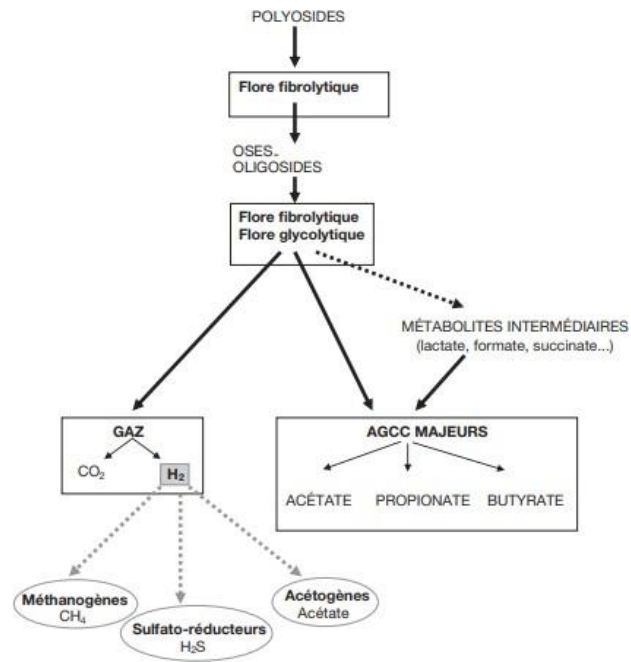 POLYOSIDES
Flore fibrolytique
OSES-
OLIGOSIDES
Flore fibrolytique
Flore glycolytique
MÉTABOLITES INTERMÉDIAIRES
(lactate, formate, succinate...)
GAZ
CO₂
H₂
AGCC MAJEURS
ACÉTATE PROPIONATE BUTYRATE
Méthanogènes
CH₄
Sulfato-réducteurs
H₂S
Acétogènes
Acétate